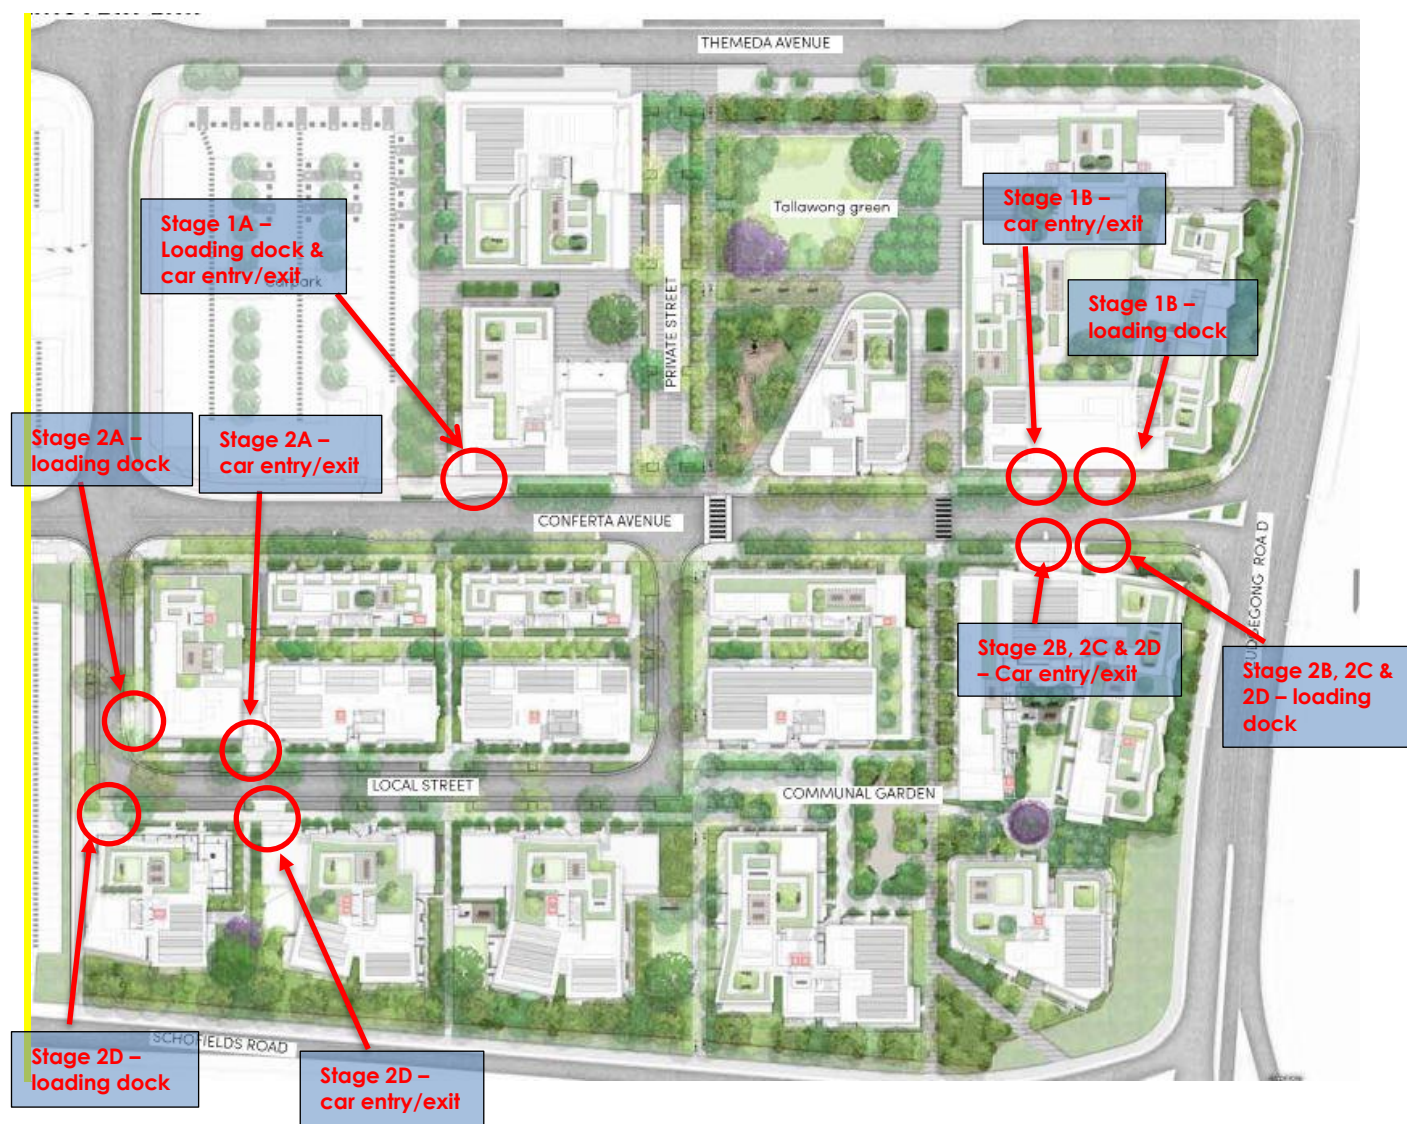 THEMEDA AVENUE
Stage 1A –
Loading dock &
car entry/exit
Tallawong green
Stage 1B –
car entry/exit
Stage 1B –
loading dock
PRIVATE STREET
Stage 2A –
loading dock
Stage 2A –
car entry/exit
CONFERTA AVENUE
Stage 2B, 2C & 2D
– Car entry/exit
Stage 2B, 2C &
2D – loading
dock
LOCAL STREET
COMMUNAL GARDEN
SCHOFIELDS ROAD
Stage 2D –
loading dock
Stage 2D –
car entry/exit